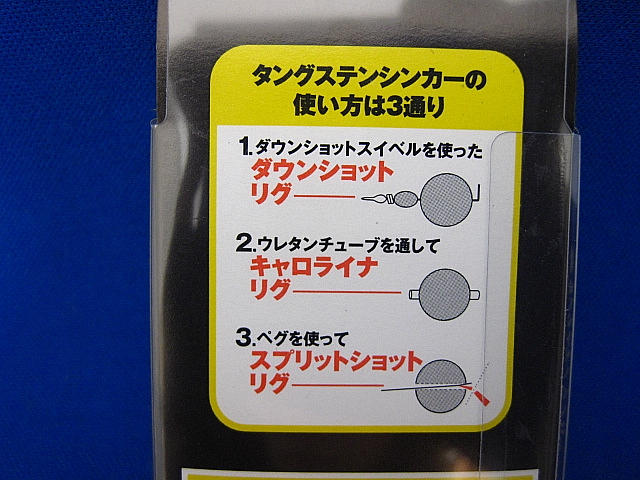 タングステンシンカーの
使い方は3通り
1.ダウンショットスイベルを使った
ダウンショット
リグ
2.ウレタンチューブを通して
キャロライナ
リグ
3.ペグを使って
スプリットショット
リグ